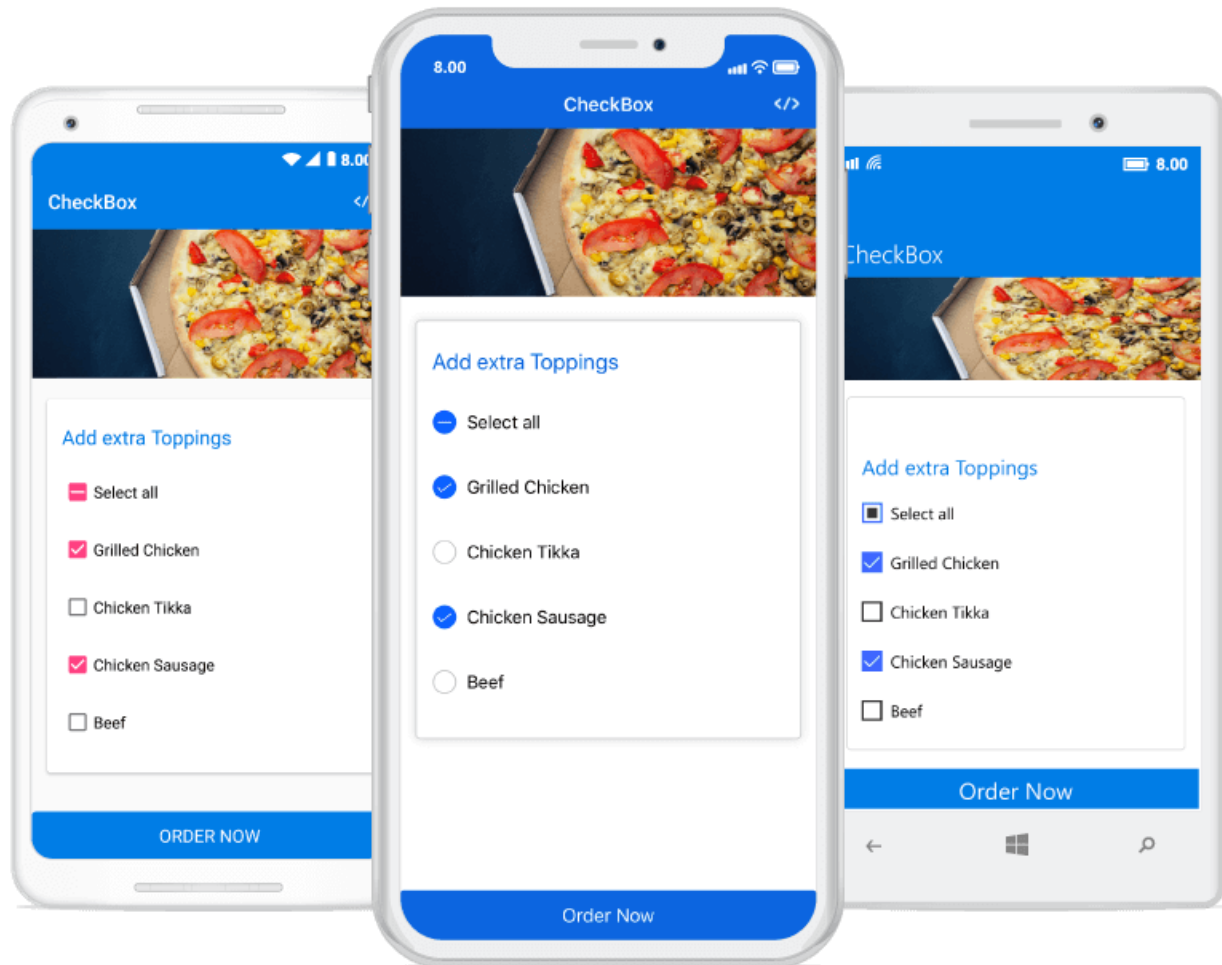 8.00
CheckBox
</>
Add extra Toppings
Select all
Grilled Chicken
Chicken Tikka
Chicken Sausage
Beef
ORDER NOW
8.00
CheckBox
</>
Add extra Toppings
Select all
Grilled Chicken
Chicken Tikka
Chicken Sausage
Beef
Order Now
8.00
CheckBox
Add extra Toppings
Select all
Grilled Chicken
Chicken Tikka
Chicken Sausage
Beef
Order Now